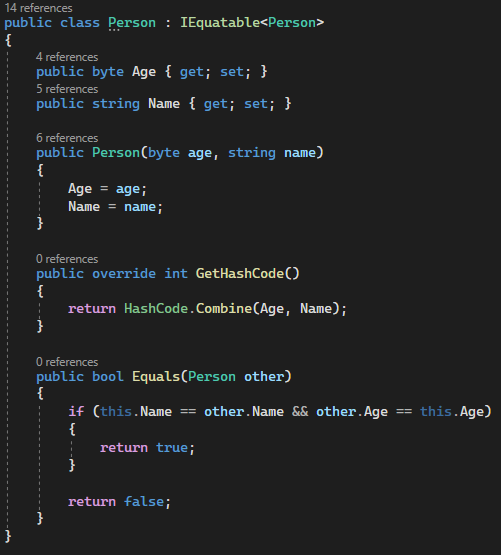 14 references
public class Person : IEquatable<Person>
{
4 references
public byte Age { get; set; }
5 references
public string Name { get; set; }
6 references
public Person(byte age, string name)
{
Age = age;
Name = name;
}
0 references
public override int GetHashCode()
{
return HashCode.Combine(Age, Name);
}
0 references
public bool Equals(Person other)
{
if (this.Name == other.Name && other.Age == this.Age)
{
return true;
}
return false;
}
}